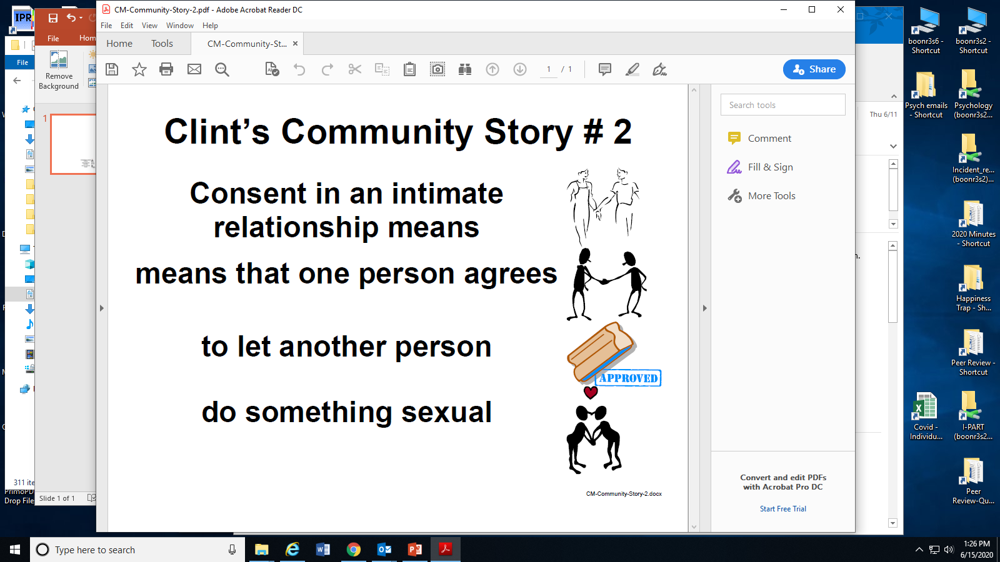 IPR
CM-Community-Story-2.pdf - Adobe Acrobat Reader DC
File Edit View Window Help
Home Tools CM-Community-St... ×
1 / 1
Share
File Hom
Remove
Background
File
1
Clint's Community Story # 2
Consent in an intimate
relationship means
means that one person agrees
to let another person
APPROVED
do something sexual
CM-Community-Story-2.docx
Search tools
Comment
Fill & Sign
More Tools
Convert and edit PDFs
with Acrobat Pro DC
Start Free Trial
Thu 6/11
311 ite
PrimoPD
Drop File
Slide 1 of 1
boonr3s6 -
Shortcut
boonr3s2 -
Shortcut
Psych emails
- Shortcut
Psychology
(boonr3s2...
Incident_re...
(boonr3s2)...
2020 Minutes
- Shortcut
Happiness
Trap - Sh...
Peer Review -
Shortcut
Covid -
Individu...
I-PART
(boonr3s2...
Peer
Review-Qu...
Type here to search
1:26 PM
6/15/2020